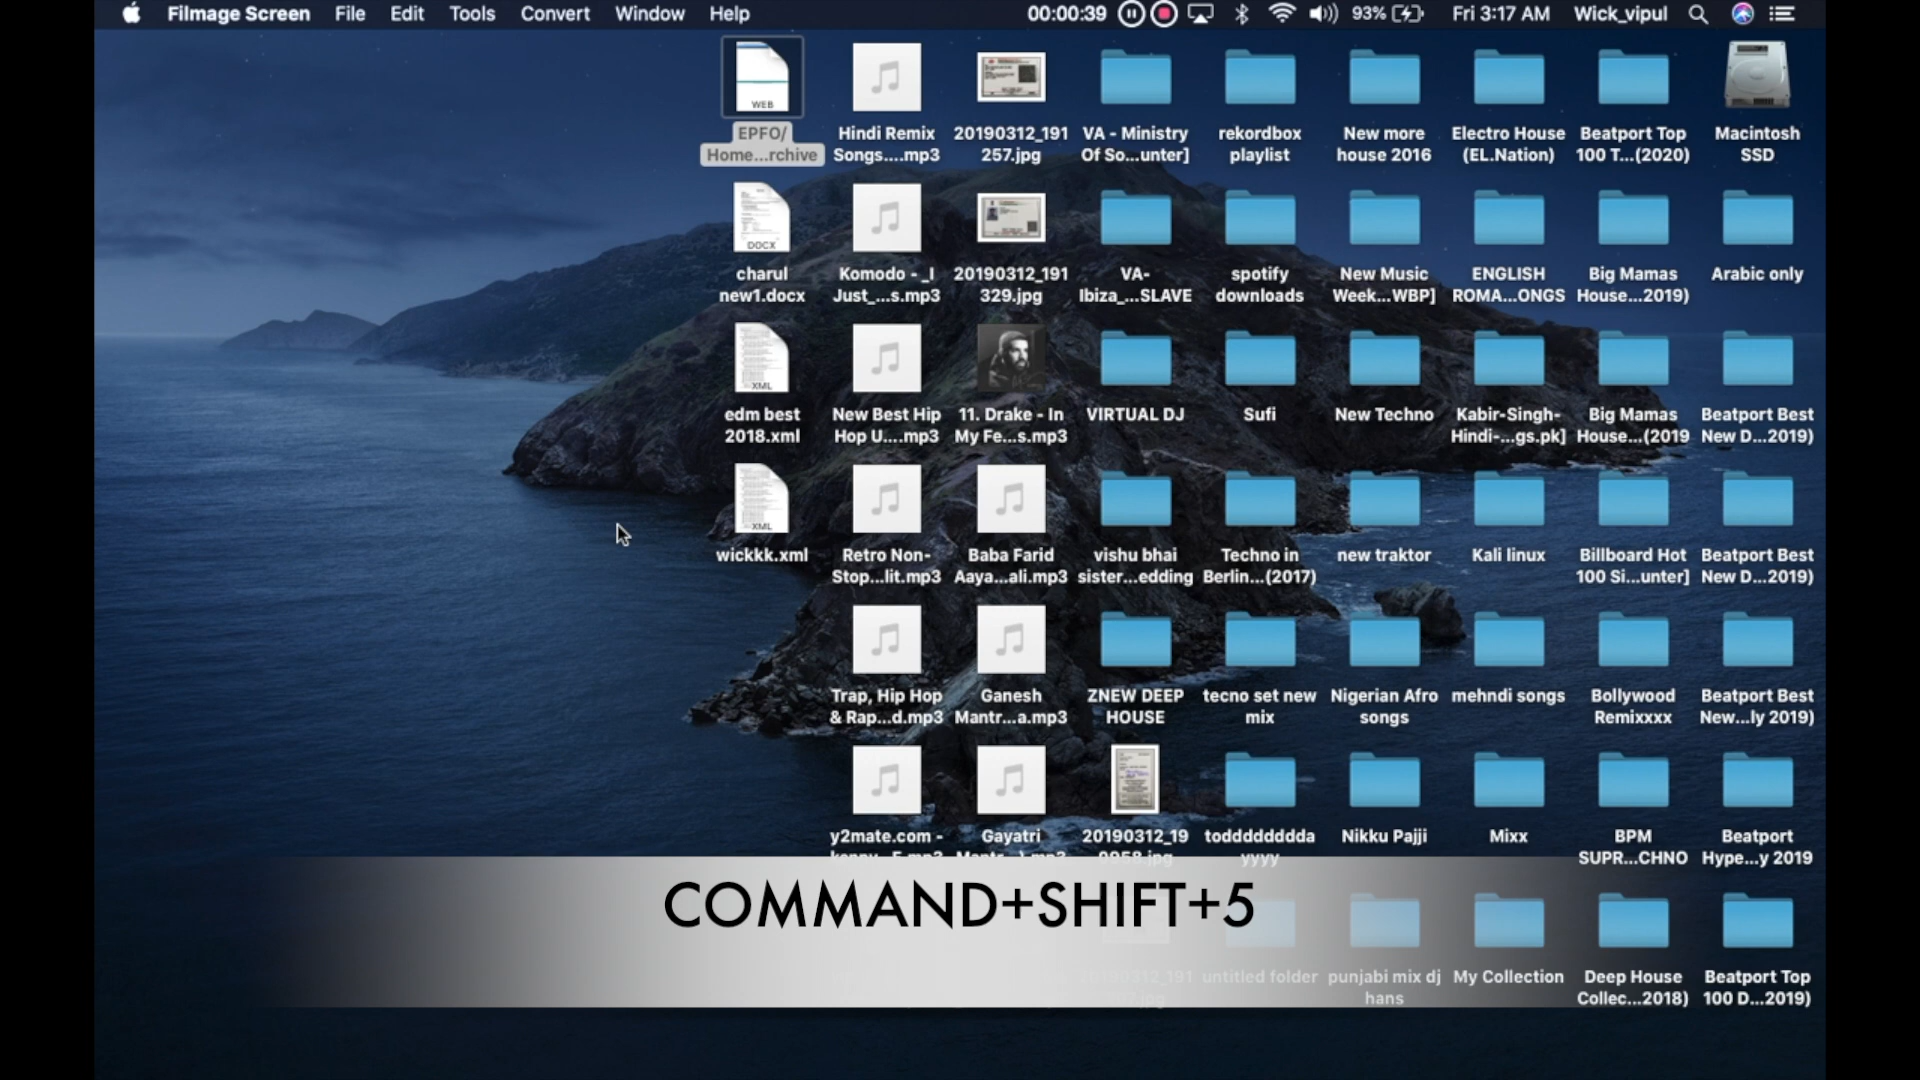 Filmage Screen File Edit Tools Convert Window Help 00:00:39 93% Fri 3:17 AM Wick_vipul
WEB
EPFO/
Home...rchive
Hindi Remix
Songs....mp3
20190312_191
257.jpg
VA - Ministry
Of So...unter]
rekordbox
playlist
New more
house 2016
Electro House
(EL.Nation)
Beatport Top
100 T...(2020)
Macintosh
SSD
DOCX
charul
new1.docx
Komodo - _I
Just_...s.mp3
20190312_191
329.jpg
VA-
Ibiza_...SLAVE
spotify
downloads
New Music
Week...WBP]
ENGLISH
ROMA...ONGS
Big Mamas
House...2019)
Arabic only
XML
edm best
2018.xml
New Best Hip
Hop U....mp3
11. Drake - In
My Fe...s.mp3
VIRTUAL DJ
Sufi
New Techno
Kabir-Singh-
Hindi-...gs.pk]
Big Mamas
House...(2019
Beatport Best
New D...2019)
XML
wickkk.xml
Retro Non-
Stop...lit.mp3
Baba Farid
Aaya...ali.mp3
vishu bhai
sister...edding
Techno in
Berlin...(2017)
new traktor
Kali linux
Billboard Hot
100 Si...unter]
Beatport Best
New D...2019)
Trap, Hip Hop
& Rap...d.mp3
Ganesh
Mantr...a.mp3
ZNEW DEEP
HOUSE
tecno set new
mix
Nigerian Afro
songs
mehndi songs
Bollywood
Remixxxx
Beatport Best
New...ly 2019)
y2mate.com -
Gayatri
20190312_19
toddddddddda
yyyy
Nikku Pajji
Mixx
BPM
SUPR...CHNO
Beatport
Hype...y 2019
COMMAND+SHIFT+5
untitled folder
punjabi mix dj
hans
My Collection
Deep House
Collec...2018)
Beatport Top
100 D...2019)